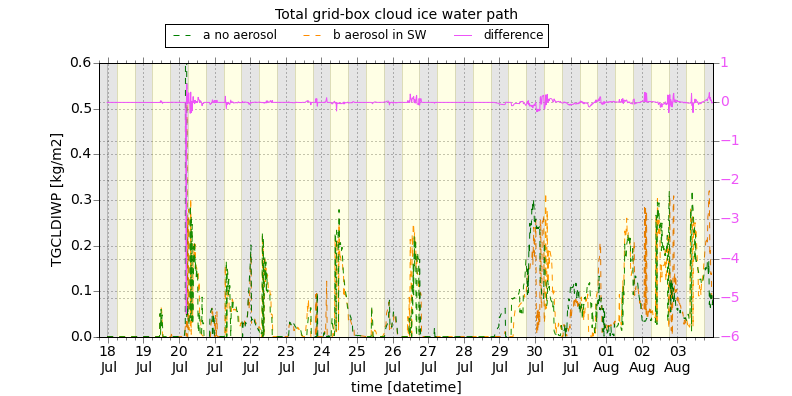 Total grid-box cloud ice water path
a no aerosol b aerosol in SW difference
TGCLDIWP [kg/m2]
0.6
0.5
0.4
0.3
0.2
0.1
0.0
1
0
−1
−2
−3
−4
−5
−6
18 19 20 21 22 23 24 25 26 27 28 29 30 31 01 02 03
Jul Jul Jul Jul Jul Jul Jul Jul Jul Jul Jul Jul Jul Jul Aug Aug Aug
time [datetime]